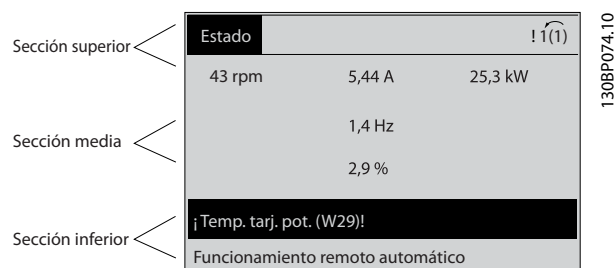 Sección superior
Estado
! 1(1)
43 rpm 5,44 A 25,3 kW
Sección media
1,4 Hz
2,9 %
¡ Temp. tarj. pot. (W29)!
Sección inferior
Funcionamiento remoto automático
130BP074.10